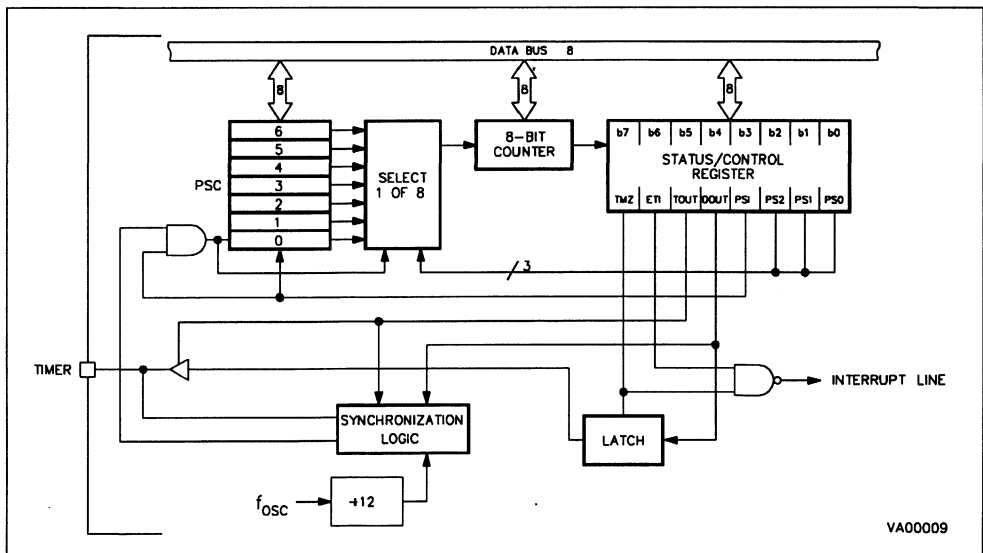 DATA BUS 8
8 8 8
6
5
4
3
2
1
0
PSC
SELECT
1 OF 8
8-BIT
COUNTER
b7 b6 b5 b4 b3 b2 b1 b0
STATUS/CONTROL
REGISTER
TMZ ETI TOUT DOUT PSI PS2 PS1 PS0
3
TIMER
SYNCHRONIZATION
LOGIC
LATCH
INTERRUPT LINE
fOSC
÷12
VA00009